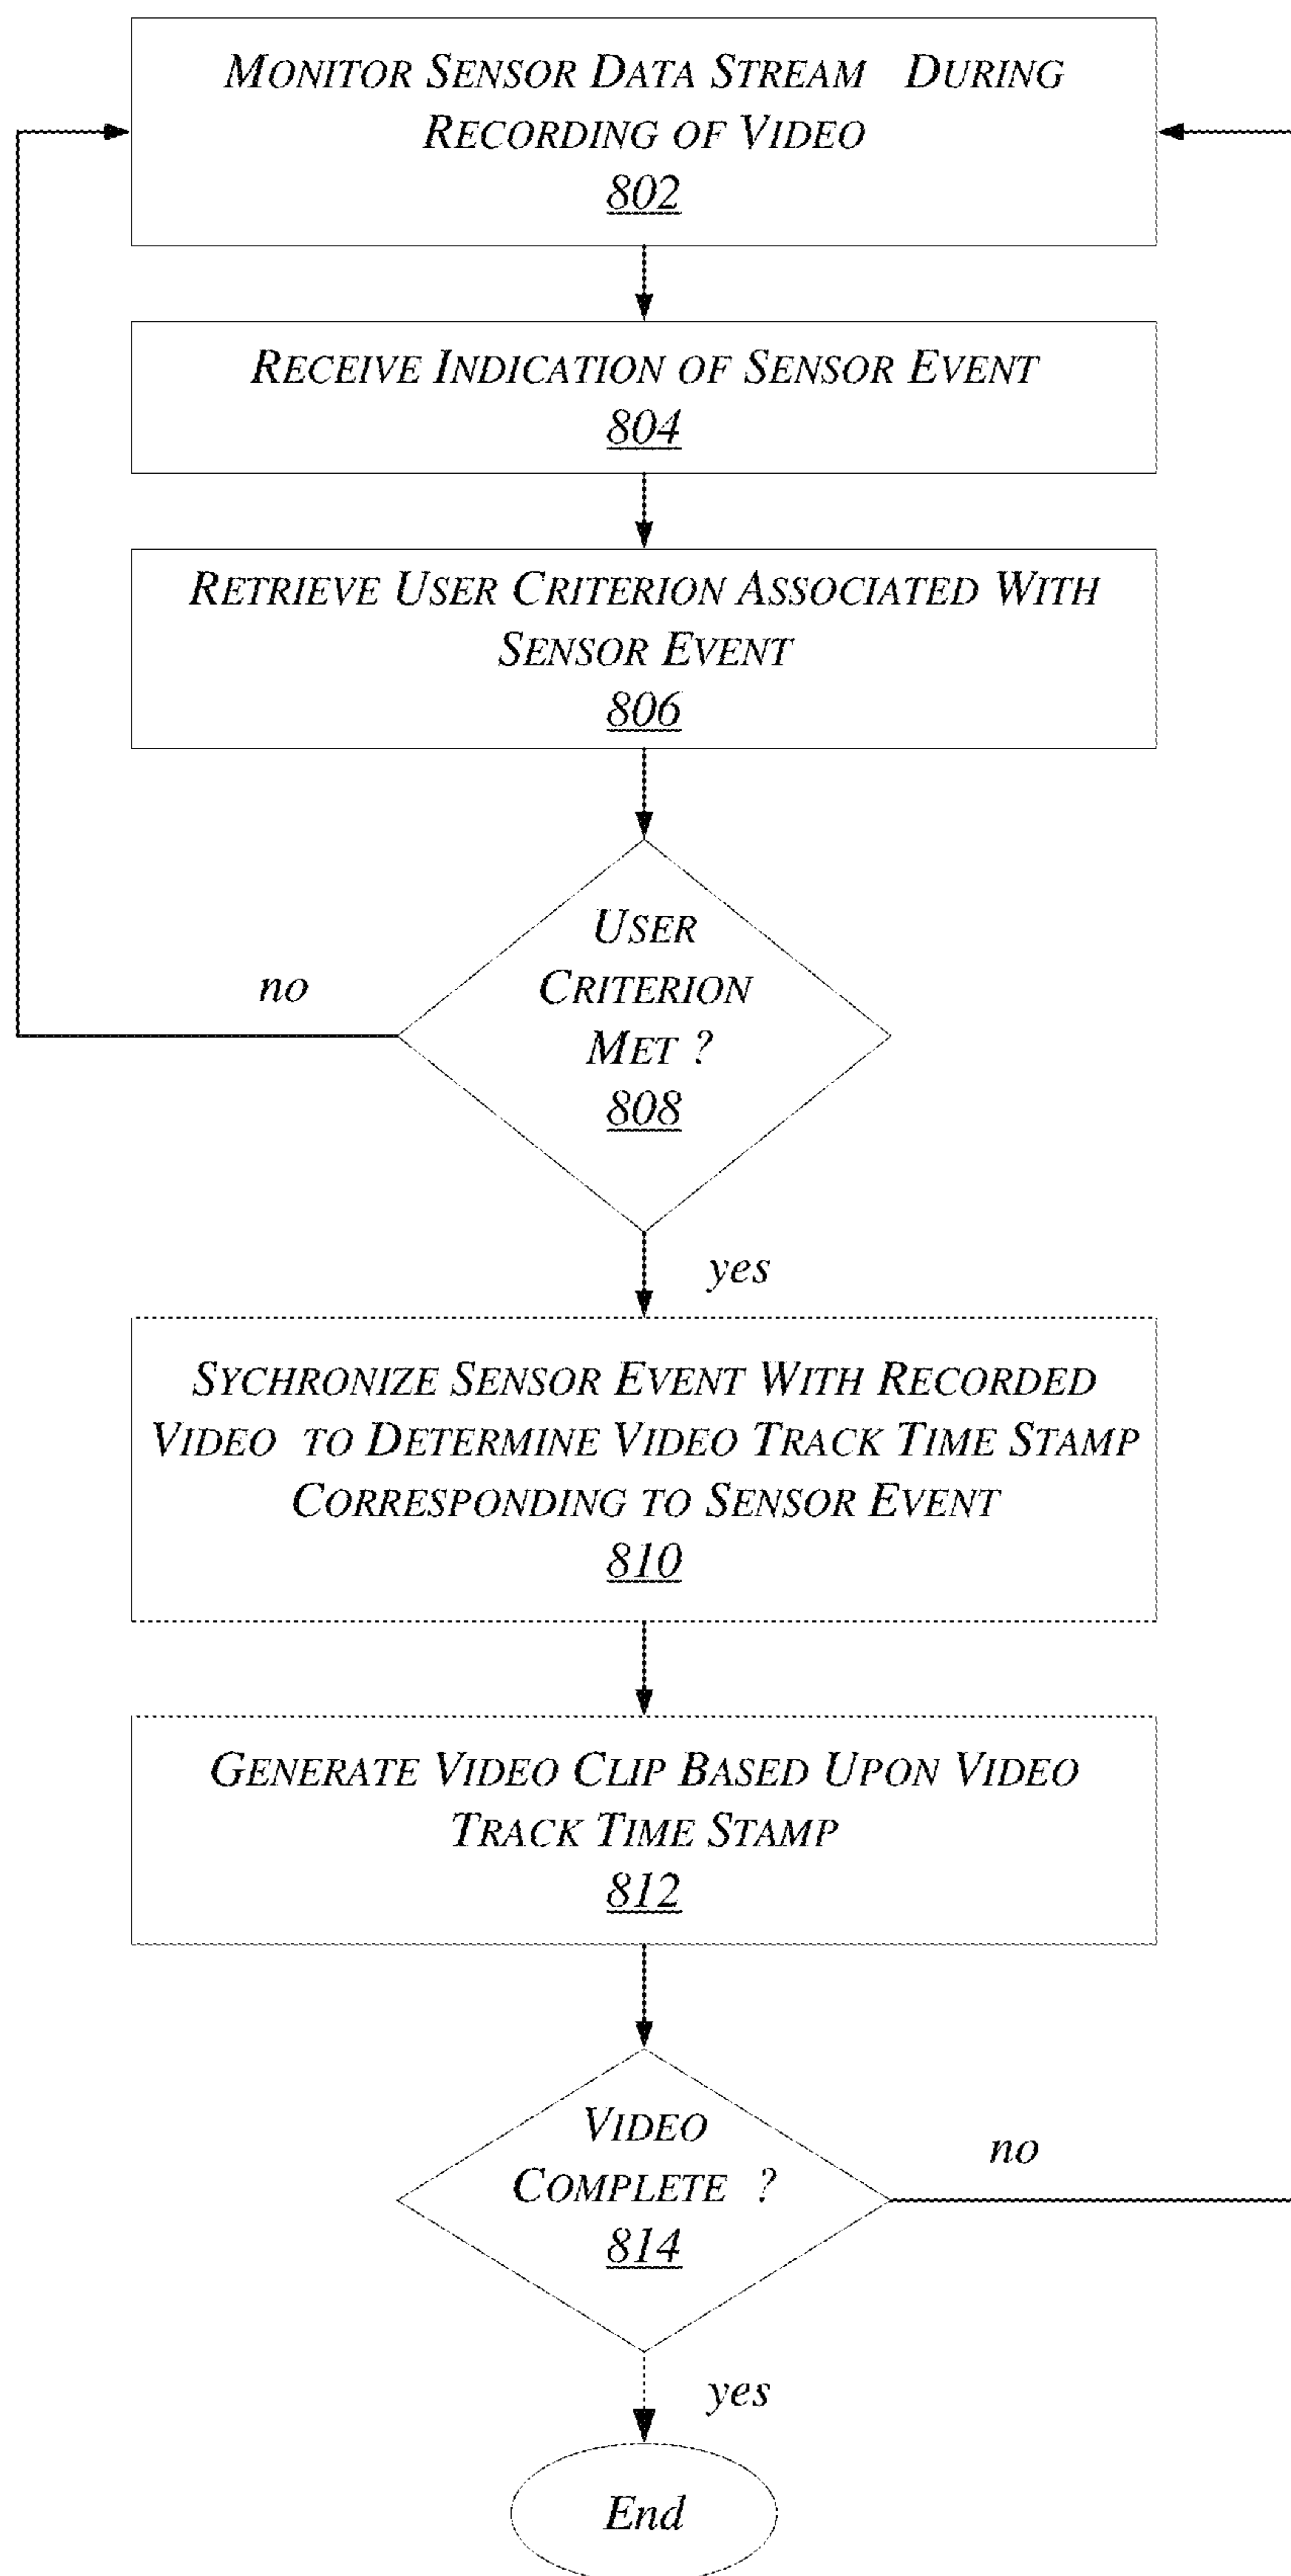 MONITOR SENSOR DATA STREAM DURING
RECORDING OF VIDEO
802
RECEIVE INDICATION OF SENSOR EVENT
804
RETRIEVE USER CRITERION ASSOCIATED WITH
SENSOR EVENT
806
USER
CRITERION
MET ?
808
no
yes
SYCHRONIZE SENSOR EVENT WITH RECORDED
VIDEO TO DETERMINE VIDEO TRACK TIME STAMP
CORRESPONDING TO SENSOR EVENT
810
GENERATE VIDEO CLIP BASED UPON VIDEO
TRACK TIME STAMP
812
VIDEO
COMPLETE ?
814
no
yes
End